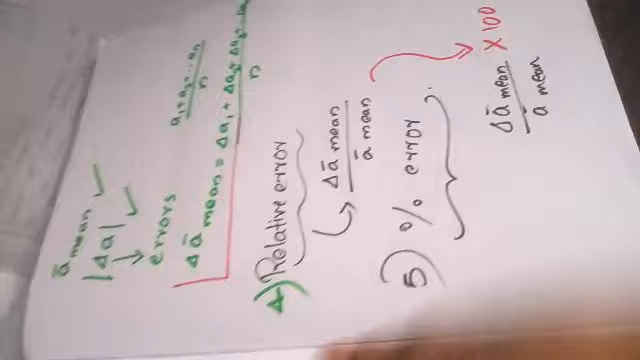 ā mean ✓
|Δa| ✓
↓
errors
a₁+a₂+...aₙ / n
Δā mean = Δa₁ + Δa₂ + Δa₃ ... / n
4) Relative error
↳ Δā mean / ā mean
5) % error
Δā mean / a mean × 100